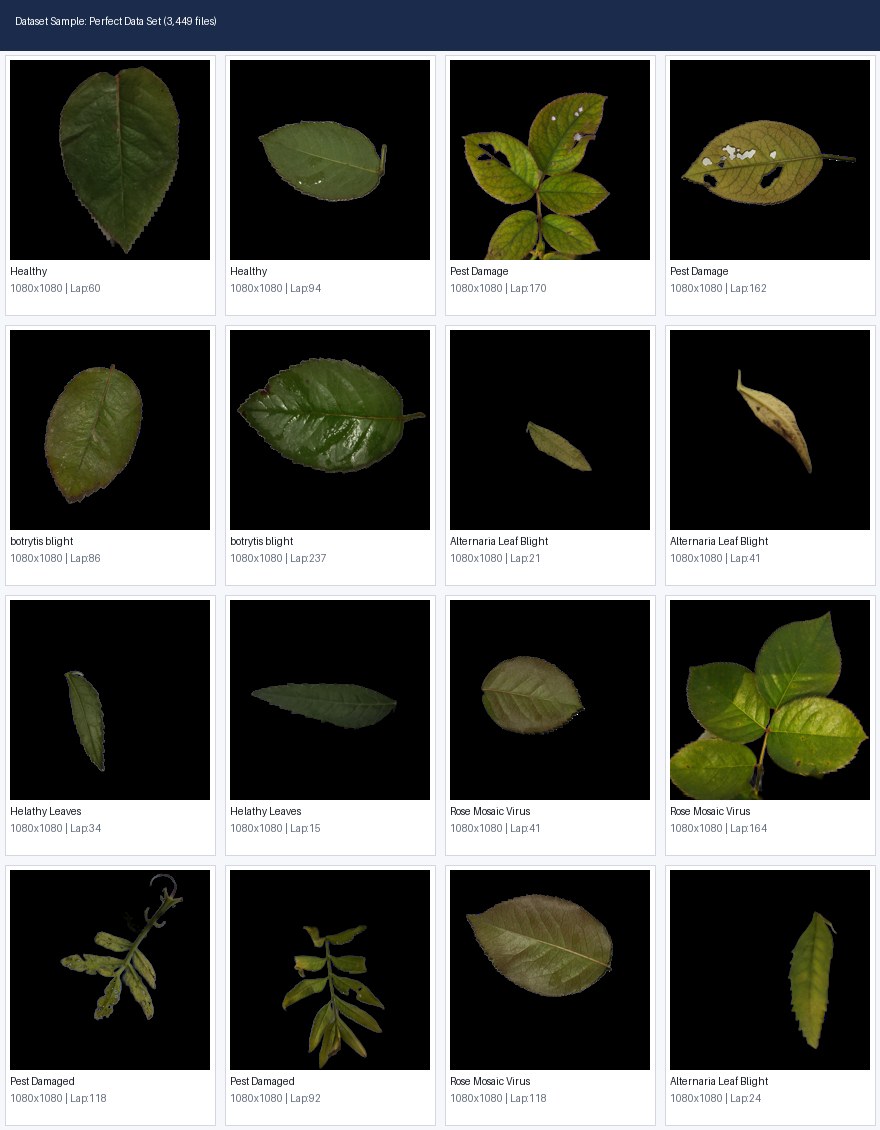 Dataset Sample: Perfect Data Set (3,449 files)
Healthy
1080x1080 | Lap:60
Healthy
1080x1080 | Lap:94
Pest Damage
1080x1080 | Lap:170
Pest Damage
1080x1080 | Lap:162
botrytis blight
1080x1080 | Lap:86
botrytis blight
1080x1080 | Lap:237
Alternaria Leaf Blight
1080x1080 | Lap:21
Alternaria Leaf Blight
1080x1080 | Lap:41
Helathy Leaves
1080x1080 | Lap:34
Helathy Leaves
1080x1080 | Lap:15
Rose Mosaic Virus
1080x1080 | Lap:41
Rose Mosaic Virus
1080x1080 | Lap:164
Pest Damaged
1080x1080 | Lap:118
Pest Damaged
1080x1080 | Lap:92
Rose Mosaic Virus
1080x1080 | Lap:118
Alternaria Leaf Blight
1080x1080 | Lap:24